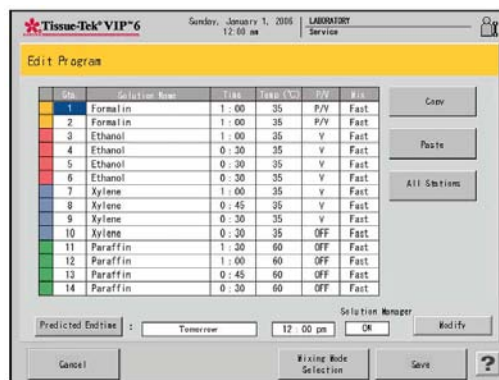 Tissue-Tek® VIP™6
Sunday, January 1, 2006
12:00 am
LABORATORY
Service
Edit Program
Stn. Solution Name Time Temp (℃) P/V Mix
1 Formalin 1 : 00 35 P/V Fast
2 Formalin 1 : 00 35 P/V Fast
3 Ethanol 1 : 00 35 V Fast
4 Ethanol 0 : 30 35 V Fast
5 Ethanol 0 : 30 35 V Fast
6 Ethanol 0 : 30 35 V Fast
7 Xylene 1 : 00 35 V Fast
8 Xylene 0 : 45 35 V Fast
9 Xylene 0 : 30 35 V Fast
10 Xylene 0 : 30 35 OFF Fast
11 Paraffin 1 : 30 60 OFF Fast
12 Paraffin 1 : 00 60 OFF Fast
13 Paraffin 0 : 45 60 OFF Fast
14 Paraffin 0 : 30 60 OFF Fast
Copy
Paste
All Stations
Solution Manager
Predicted Endtime : Tomorrow 12 : 00 pm ON Modify
Cancel
Mixing Mode
Selection
Save
?